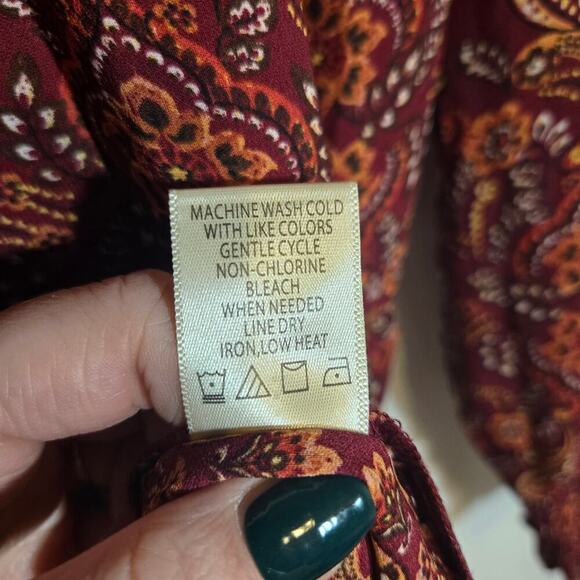 MACHINE WASH COLD
WITH LIKE COLORS
GENTLE CYCLE
NON-CHLORINE
BLEACH
WHEN NEEDED
LINE DRY
IRON,LOW HEAT